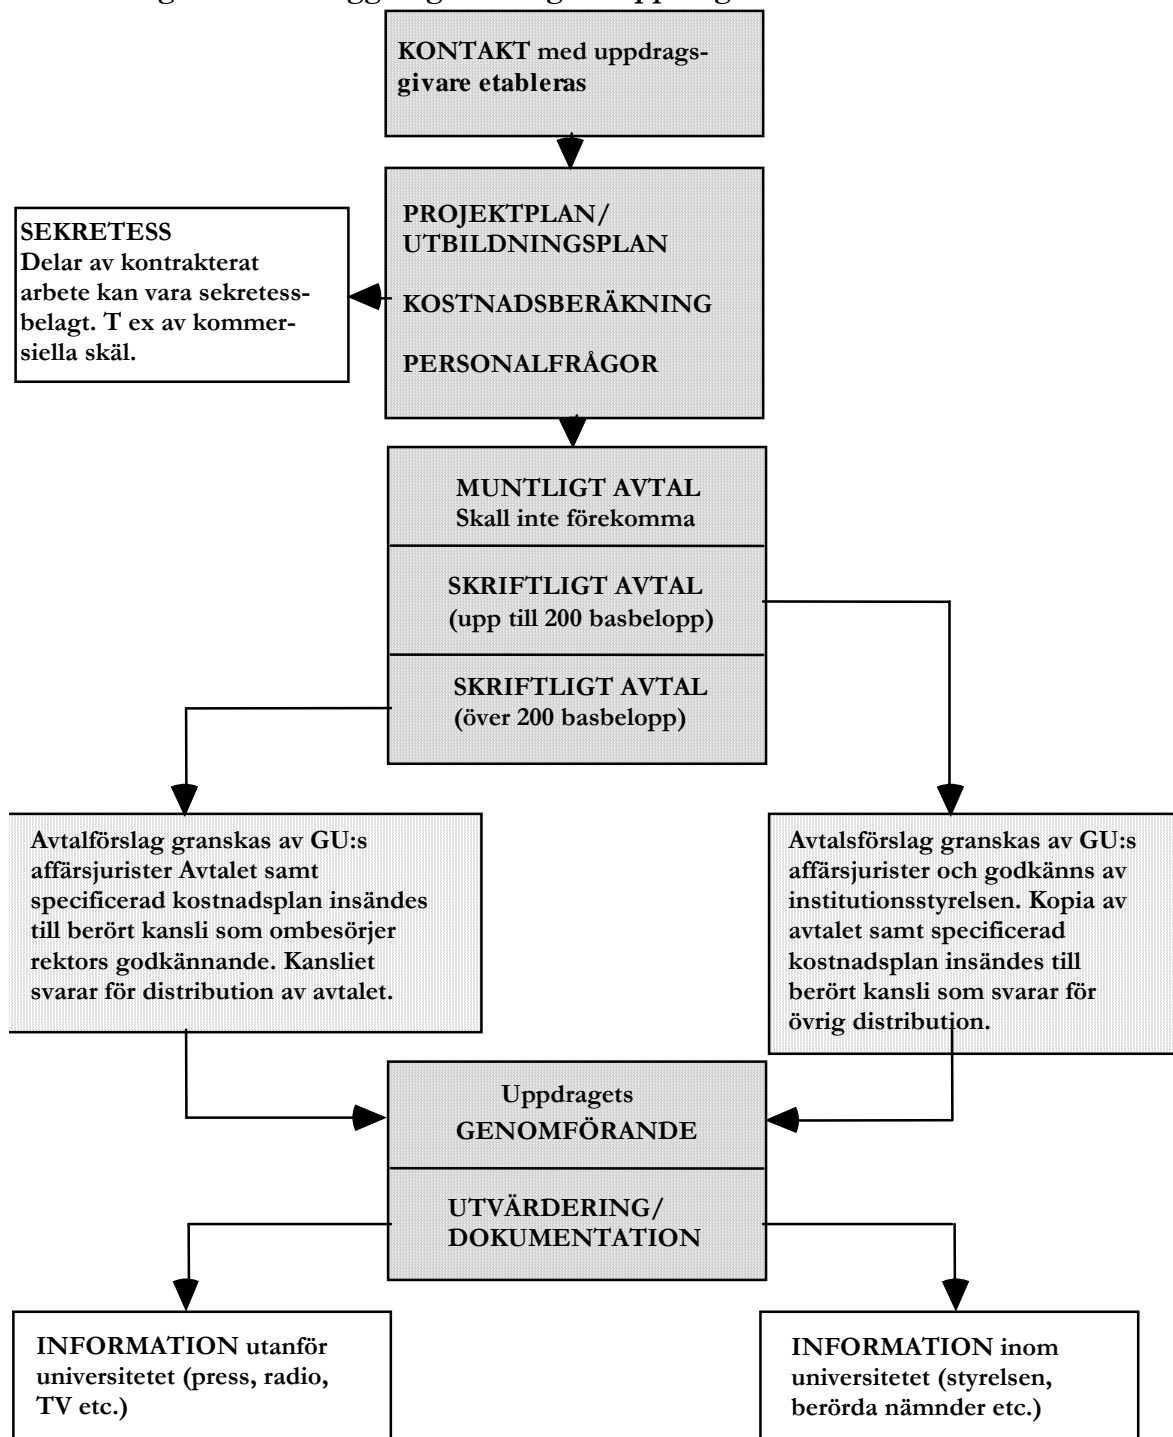 KONTAKT med uppdrags-
givare etableras
SEKRETESS
Delar av kontrakterat
arbete kan vara sekretess-
belagt. T ex av kommer-
siella skäl.
PROJEKTPLAN/
UTBILDNINGSPLAN
KOSTNADSBERÄKNING
PERSONALFRÅGOR
MUNTLIGT AVTAL
Skall inte förekomma
SKRIFTLIGT AVTAL
(upp till 200 basbelopp)
SKRIFTLIGT AVTAL
(över 200 basbelopp)
Avtalförslag granskas av GU:s
affärsjurister Avtalet samt
specificerad kostnadsplan insändes
till berört kansli som ombesörjer
rektors godkännande. Kansliet
svarar för distribution av avtalet.
Avtalsförslag granskas av GU:s
affärsjurister och godkänns av
institutionsstyrelsen. Kopia av
avtalet samt specificerad
kostnadsplan insändes till
berört kansli som svarar för
övrig distribution.
Uppdragets
GENOMFÖRANDE
UTVÄRDERING/
DOKUMENTATION
INFORMATION utanför
universitetet (press, radio,
TV etc.)
INFORMATION inom
universitetet (styrelsen,
berörda nämnder etc.)